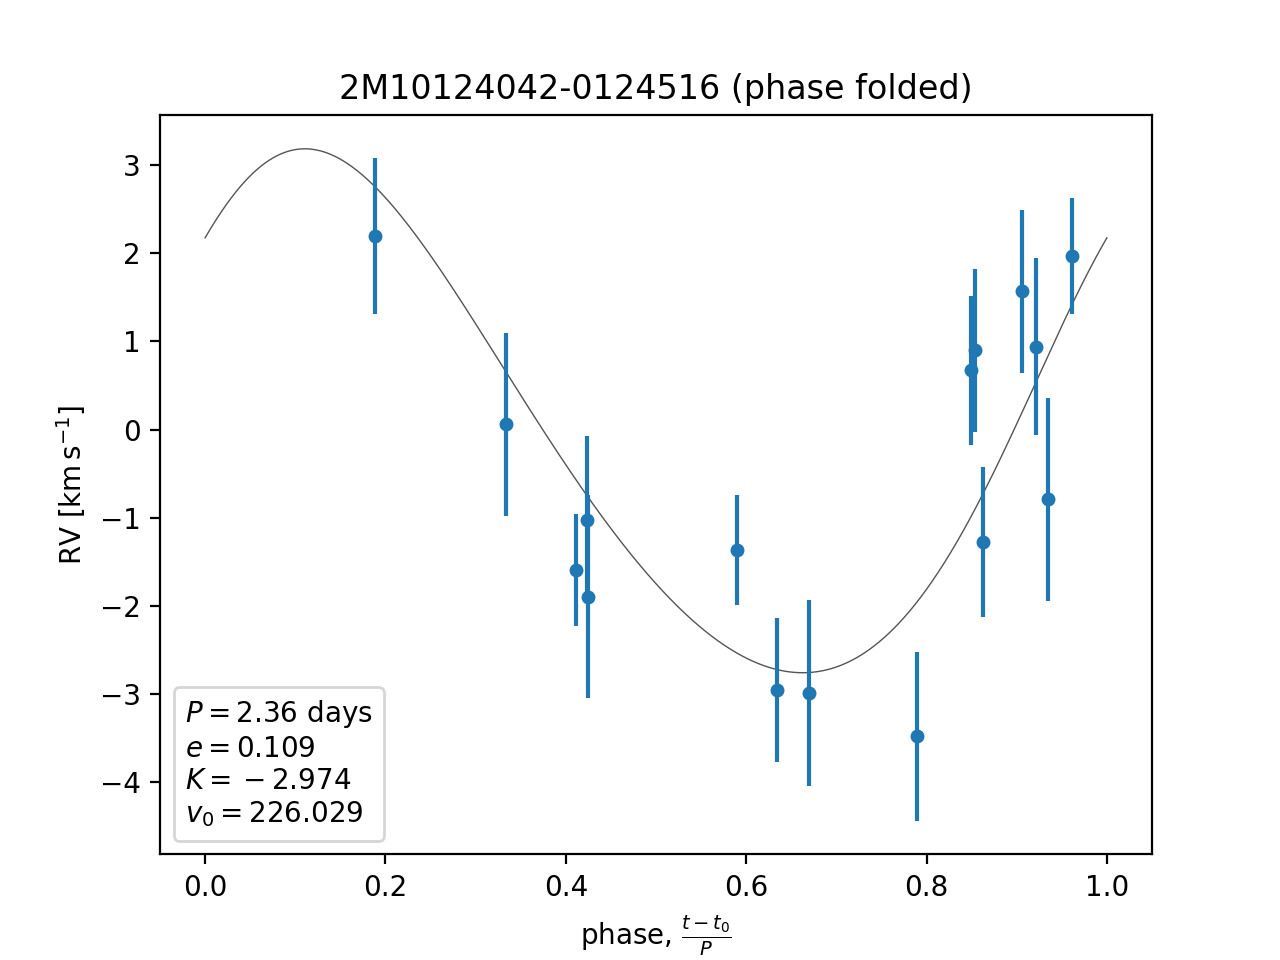 2M10124042-0124516 (phase folded)
RV [km s⁻¹]
3
2
1
0
−1
−2
−3
−4
P = 2.36 days
e = 0.109
K = −2.974
v₀ = 226.029
0.0 0.2 0.4 0.6 0.8 1.0
phase, (t − t₀)/P